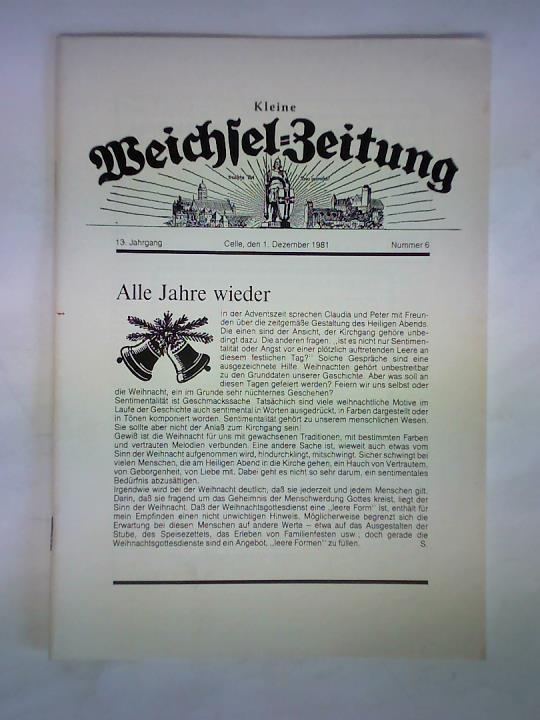 Kleine
Weichsel=Zeitung
13. Jahrgang Celle, den 1. Dezember 1981 Nummer 6
Alle Jahre wieder
In der Adventszeit sprechen Claudia und Peter mit Freun-
den über die zeitgemäße Gestaltung des Heiligen Abends.
Die einen sind der Ansicht, der Kirchgang gehöre unbe-
dingt dazu. Die anderen fragen: „Ist es nicht nur Sentimen-
talität oder Angst vor einer plötzlich auftretenden Leere an
diesem festlichen Tag?“ Solche Gespräche sind eine
ausgezeichnete Hilfe. Weihnachten gehört unbestreitbar
zu den Grunddaten unserer Geschichte. Aber was soll an
diesen Tagen gefeiert werden? Feiern wir uns selbst oder
die Weihnacht, ein im Grunde sehr nüchternes Geschehen?
Sentimentalität ist Geschmackssache. Tatsächlich sind viele weihnachtliche Motive im
Laufe der Geschichte auch sentimental in Worten ausgedrückt, in Farben dargestellt oder
in Tönen komponiert worden. Sentimentalität gehört zu unserem menschlichen Wesen.
Sie sollte aber nicht der Anlaß zum Kirchgang sein!
Gewiß ist die Weihnacht für uns mit gewachsenen Traditionen, mit bestimmten Farben
und vertrauten Melodien verbunden. Eine andere Sache ist, wieweit auch etwas vom
Sinn der Weihnacht aufgenommen wird, hindurchklingt, mitschwingt. Sicher schwingt bei
vielen Menschen, die am Heiligen Abend in die Kirche gehen, ein Hauch von Vertrautem,
von Geborgenheit, von Liebe mit. Dabei geht es nicht so sehr darum, ein sentimentales
Bedürfnis abzusättigen.
Irgendwie wird bei der Weihnacht deutlich, daß sie jederzeit und jedem Menschen gilt.
Darin, daß sie fragend um das Geheimnis der Menschwerdung Gottes kreist, liegt der
Sinn der Weihnacht. Daß der Weihnachtsgottesdienst eine „leere Form“ ist, enthält für
mein Empfinden einen nicht unwichtigen Hinweis. Möglicherweise begrenzt sich die
Erwartung bei diesen Menschen auf andere Werte – etwa auf das Ausgestalten der
Stube, des Speisezettels, das Erleben von Familienfesten usw.; doch gerade die
Weihnachtsgottesdienste sind ein Angebot, „leere Formen“ zu füllen. S.